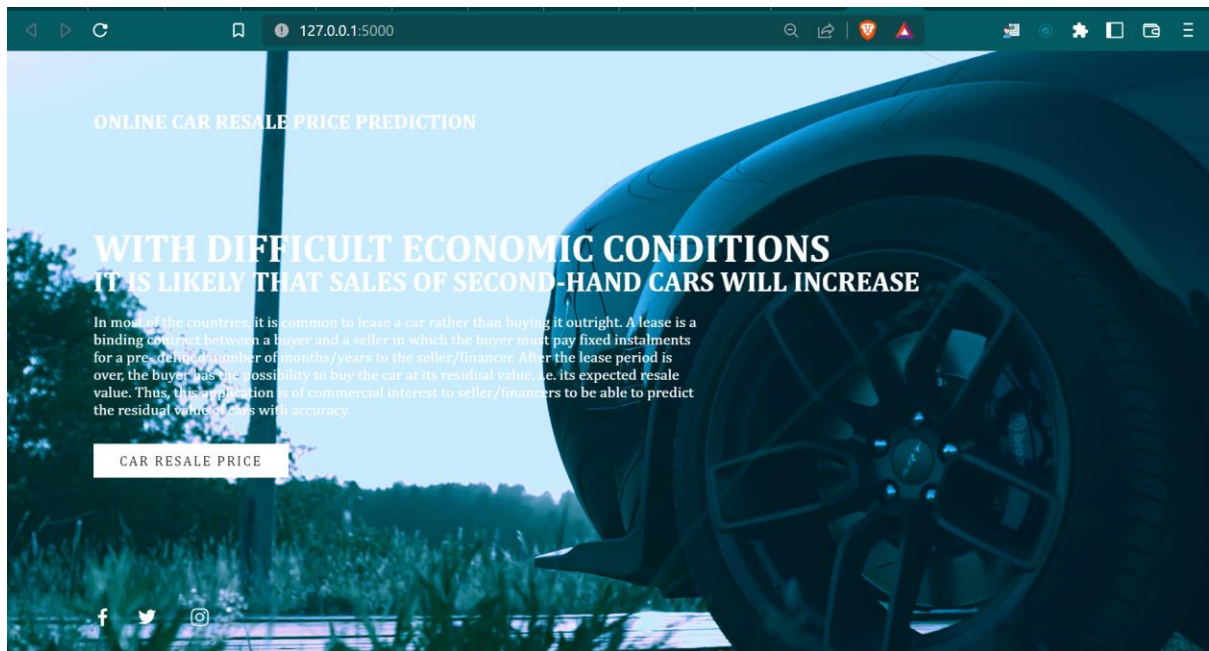 127.0.0.1:5000
ONLINE CAR RESALE PRICE PREDICTION
WITH DIFFICULT ECONOMIC CONDITIONS
IT IS LIKELY THAT SALES OF SECOND-HAND CARS WILL INCREASE
In most of the countries, it is common to lease a car rather than buying it outright. A lease is a
binding contract between a buyer and a seller in which the buyer must pay fixed instalments
for a pre- defined number of months/years to the seller/financer. After the lease period is
over, the buyer has the possibility to buy the car at its residual value, i.e. its expected resale
value. Thus, this application is of commercial interest to seller/financers to be able to predict
the residual value of cars with accuracy.
CAR RESALE PRICE